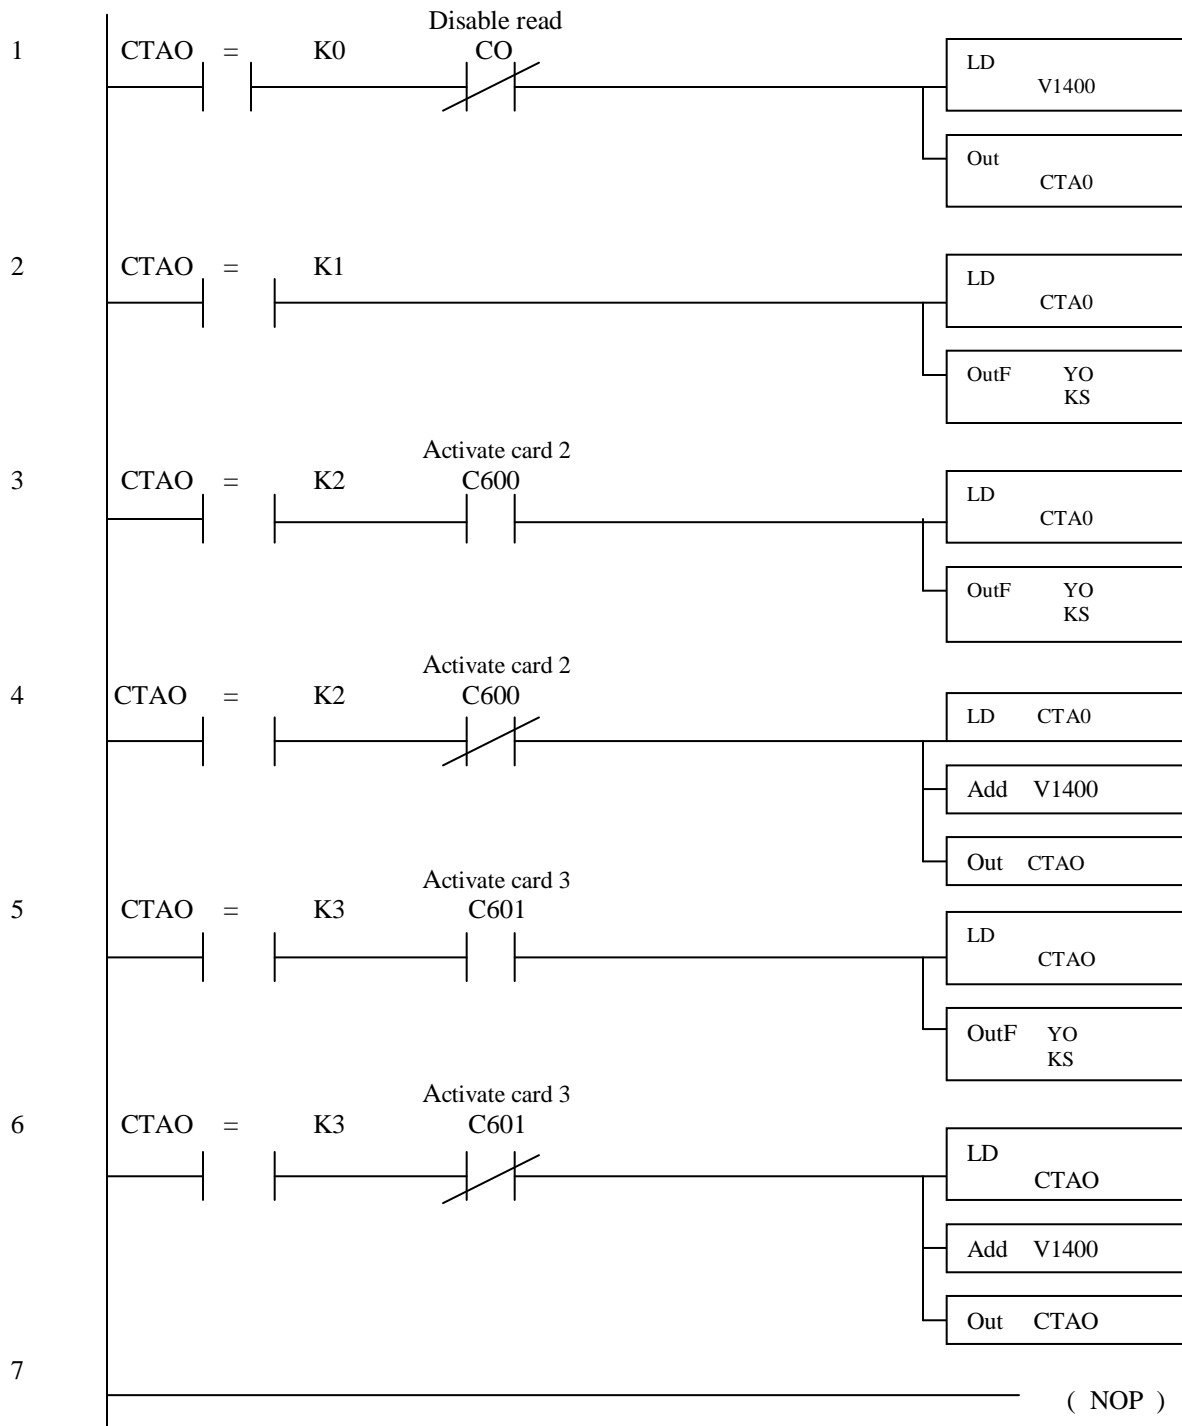 Disable read
1 CTAO = K0 CO
LD
V1400
Out
CTA0
2 CTAO = K1
LD
CTA0
OutF YO
KS
Activate card 2
3 CTAO = K2 C600
LD
CTA0
OutF YO
KS
Activate card 2
4 CTAO = K2 C600
LD CTA0
Add V1400
Out CTAO
Activate card 3
5 CTAO = K3 C601
LD
CTAO
OutF YO
KS
Activate card 3
6 CTAO = K3 C601
LD
CTAO
Add V1400
Out CTAO
7
( NOP )